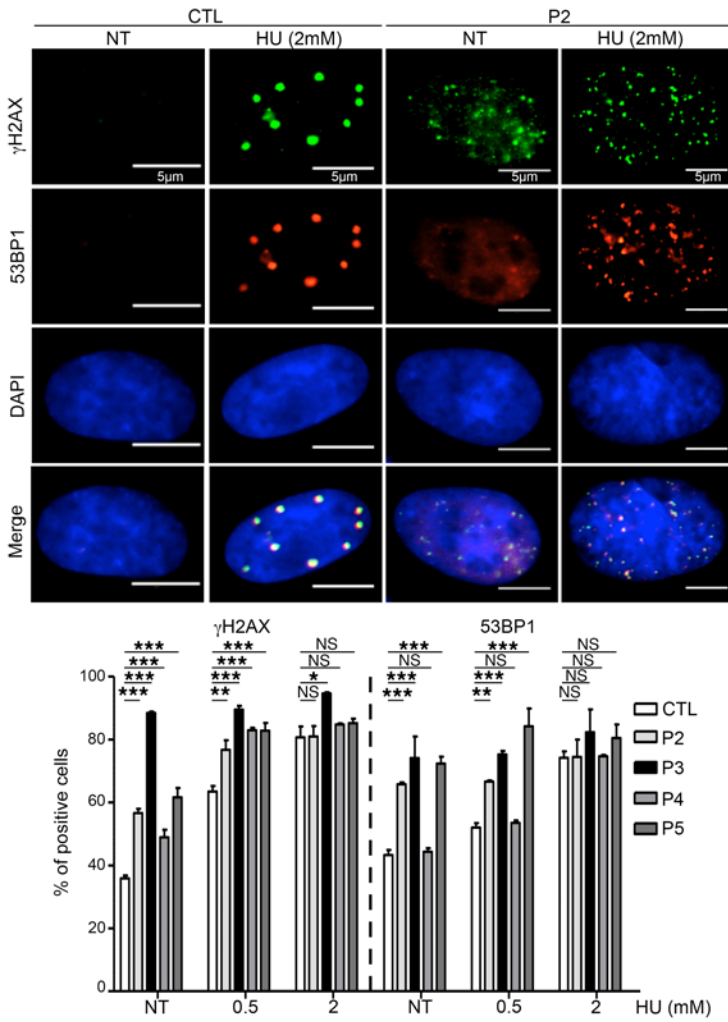 CTL P2
NT HU (2mM) NT HU (2mM)
γH2AX
5µm 5µm 5µm 5µm
53BP1
DAPI
Merge
γH2AX 53BP1
*** *** NS *** *** NS
*** *** NS NS NS NS
*** *** * *** *** NS
*** ** NS *** ** NS
% of positive cells
100
80
60
40
20
0
CTL
P2
P3
P4
P5
NT 0.5 2 NT 0.5 2 HU (mM)